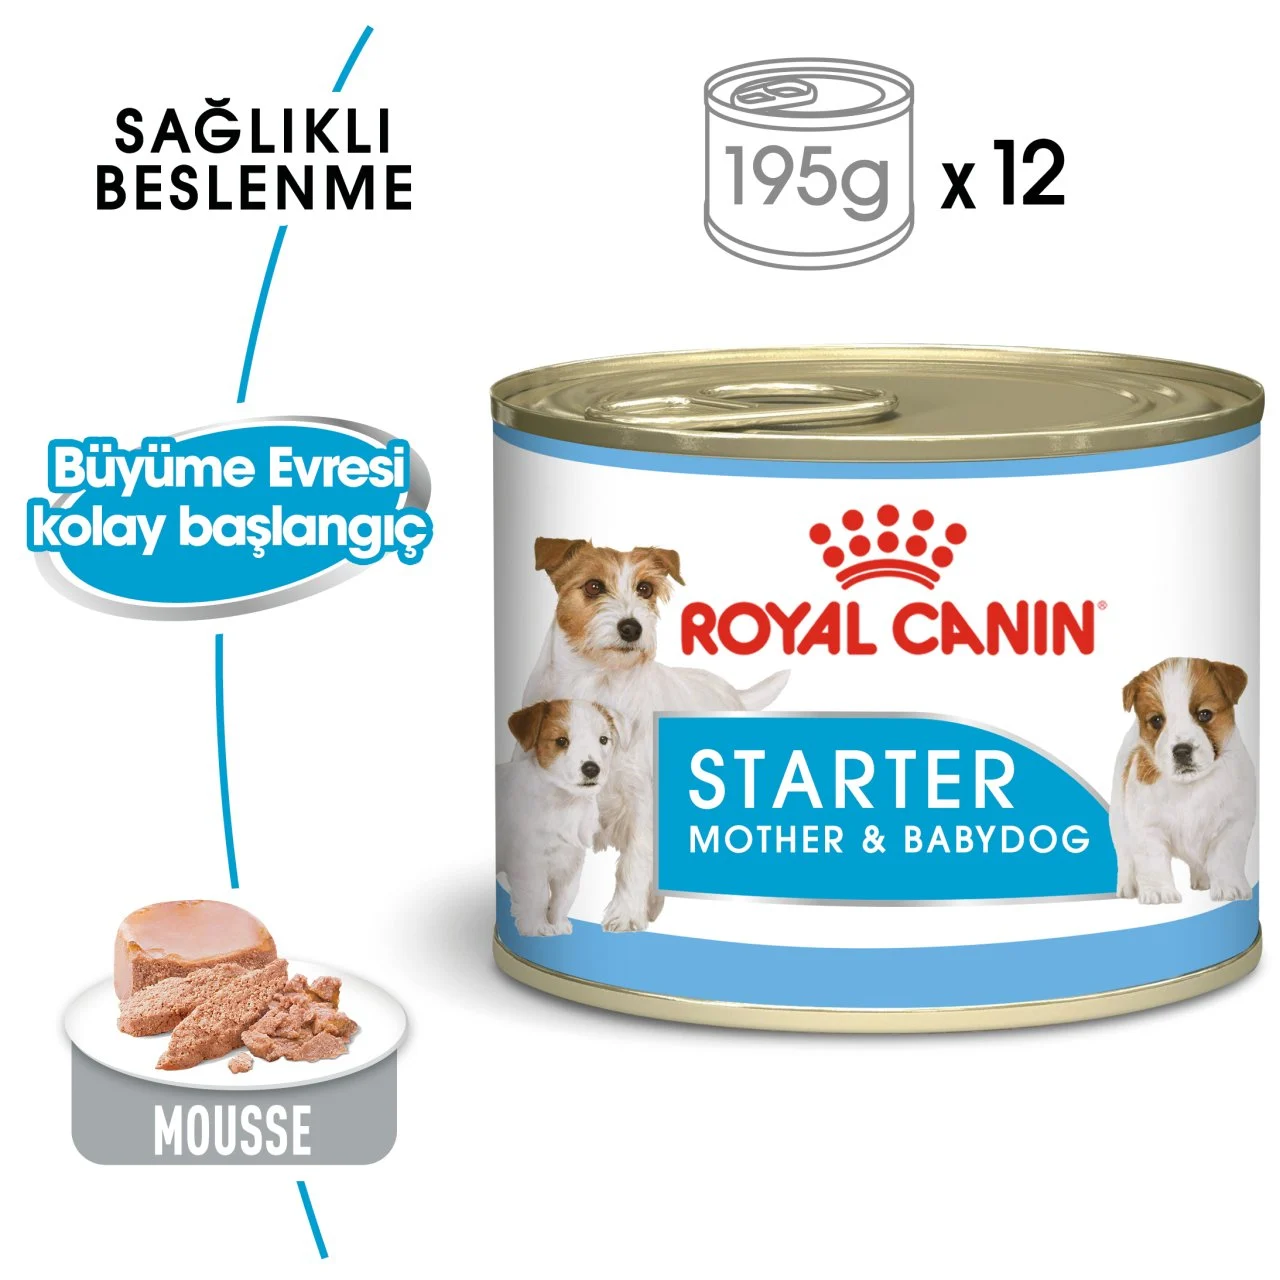 SAĞLIKLI
BESLENME
195g x 12
Büyüme Evresi
kolay başlangıç
ROYAL CANIN®
STARTER
MOTHER & BABYDOG
MOUSSE